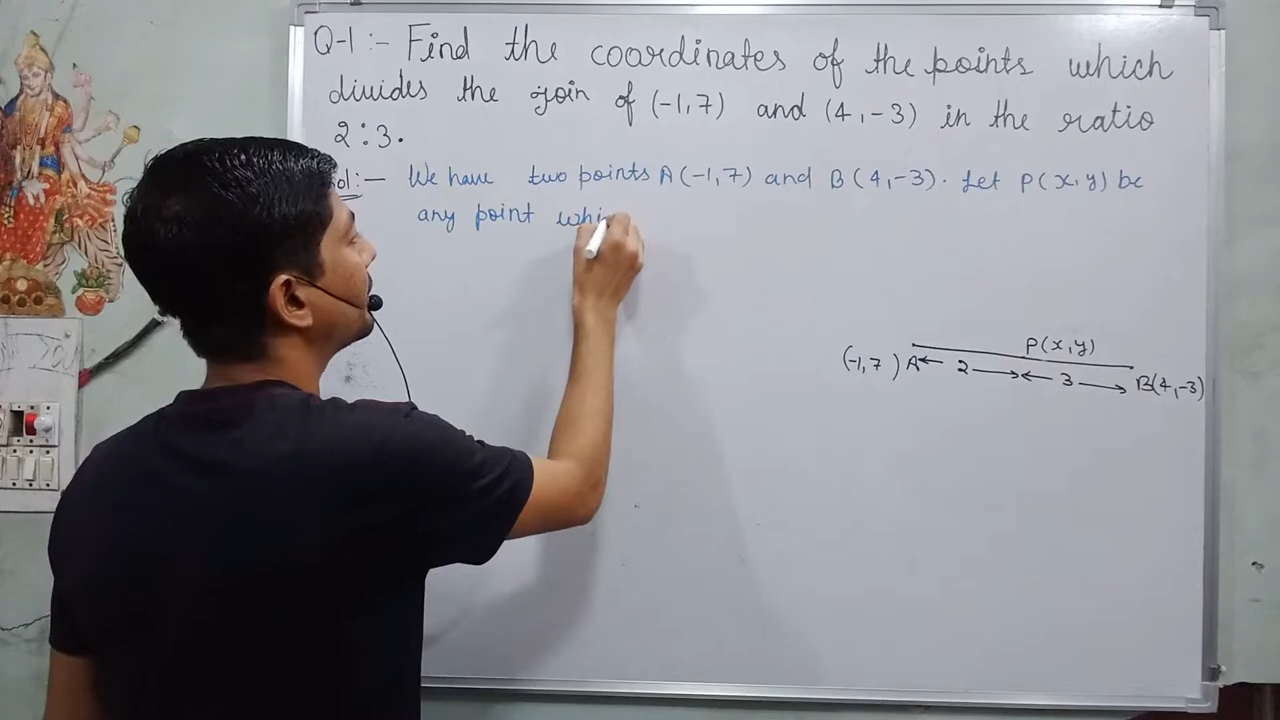 Q-1 :- Find the coordinates of the points which
divides the join of (-1,7) and (4,-3) in the ratio
2:3.
ol:- We have two points A(-1,7) and B(4,-3). Let P(x,y) be
any point whi
P(x,y)
(-1,7) A 2 3 B(4,-3)
YOU